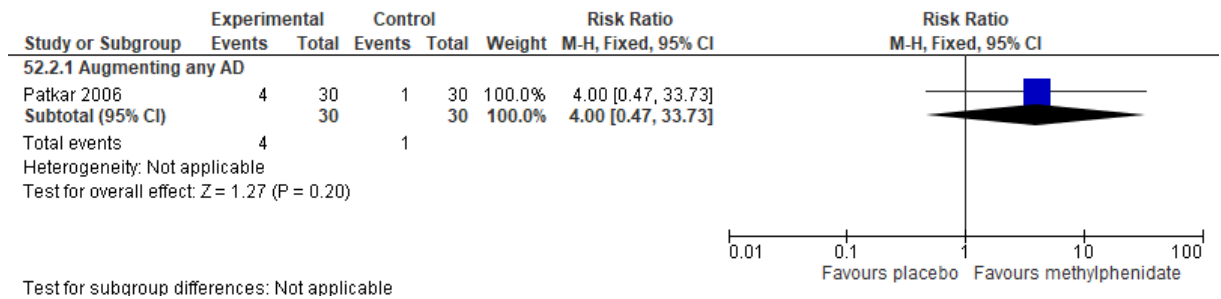 Experimental Control Risk Ratio Risk Ratio
Study or Subgroup Events Total Events Total Weight M-H, Fixed, 95% CI M-H, Fixed, 95% CI
52.2.1 Augmenting any AD
Patkar 2006 4 30 1 30 100.0% 4.00 [0.47, 33.73]
Subtotal (95% CI) 30 30 100.0% 4.00 [0.47, 33.73]
Total events 4 1
Heterogeneity: Not applicable
Test for overall effect: Z = 1.27 (P = 0.20)
0.01 0.1 1 10 100
Favours placebo Favours methylphenidate
Test for subgroup differences: Not applicable